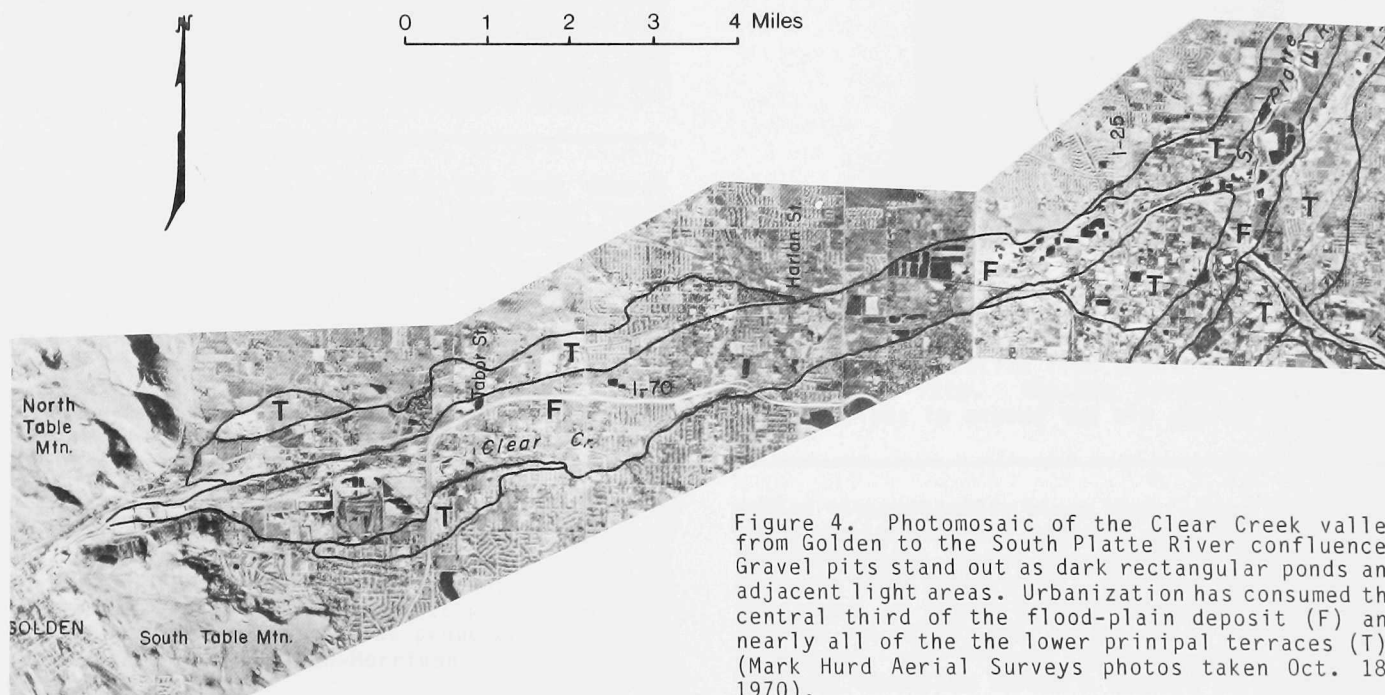 N
0 1 2 3 4 Miles
I-25
S. Platte R.
I-
T
T
F
T
T
Harlan St.
F
Tabor St.
T
I-70
F
Clear Cr.
T
T
North
Table
Mtn.
GOLDEN
South Table Mtn.
Figure 4. Photomosaic of the Clear Creek valle
from Golden to the South Platte River confluence
Gravel pits stand out as dark rectangular ponds an
adjacent light areas. Urbanization has consumed th
central third of the flood-plain deposit (F) an
nearly all of the the lower prinipal terraces (T)
(Mark Hurd Aerial Surveys photos taken Oct. 18
1970).